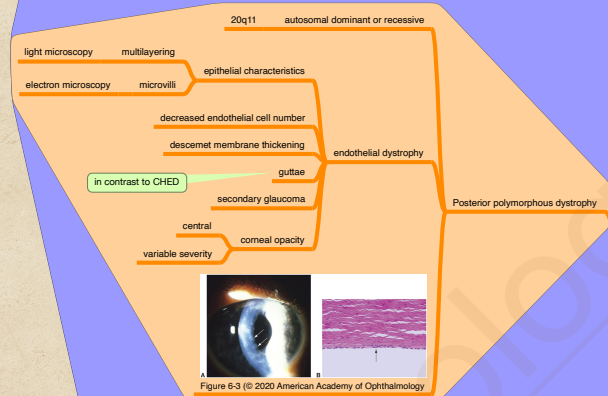 20q11 autosomal dominant or recessive
light microscopy multilayering
epithelial characteristics
electron microscopy microvilli
decreased endothelial cell number
descemet membrane thickening
endothelial dystrophy
guttae
in contrast to CHED
secondary glaucoma
Posterior polymorphous dystrophy
central
corneal opacity
variable severity
A
B
Figure 6-3 (© 2020 American Academy of Ophthalmology